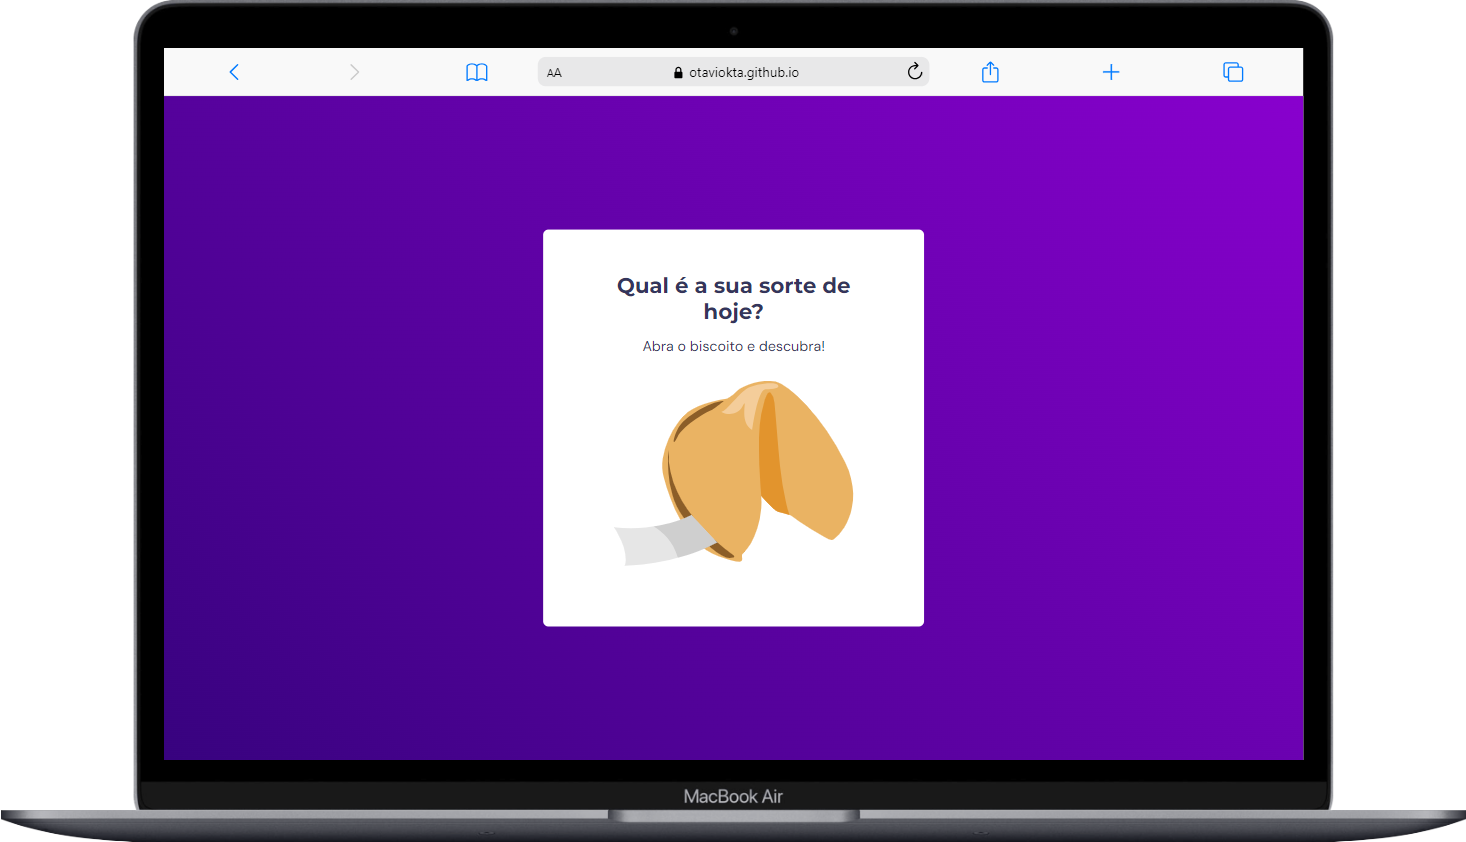 AA
otaviokta.github.io
Qual é a sua sorte de
hoje?
Abra o biscoito e descubra!
MacBook Air